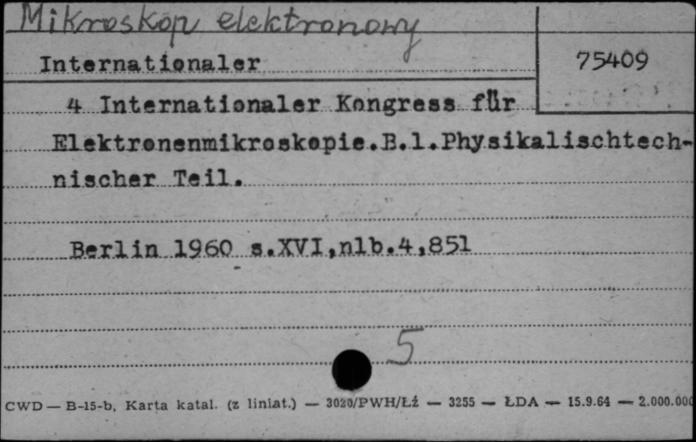 Mikroskop elektronowy
Internationaler
75409
4 Internationaler Kongress für
Elektronenmikroskopie.B.1.Physikalischtech-
nischer Teil.
Berlin 1960 s.XVI,nlb.4,851
5
CWD — B-15-b, Karta katal. (z liniat.) — 3020/PWH/Łź — 3255 — ŁDA — 15.9.64 — 2.000.000